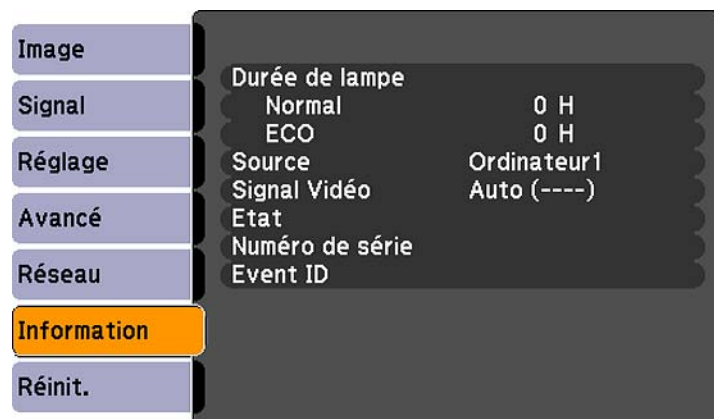 Image
Signal
Réglage
Avancé
Réseau
Information
Réinit.
Durée de lampe
Normal 0 H
ECO 0 H
Source Ordinateur1
Signal Vidéo Auto (----)
Etat
Numéro de série
Event ID